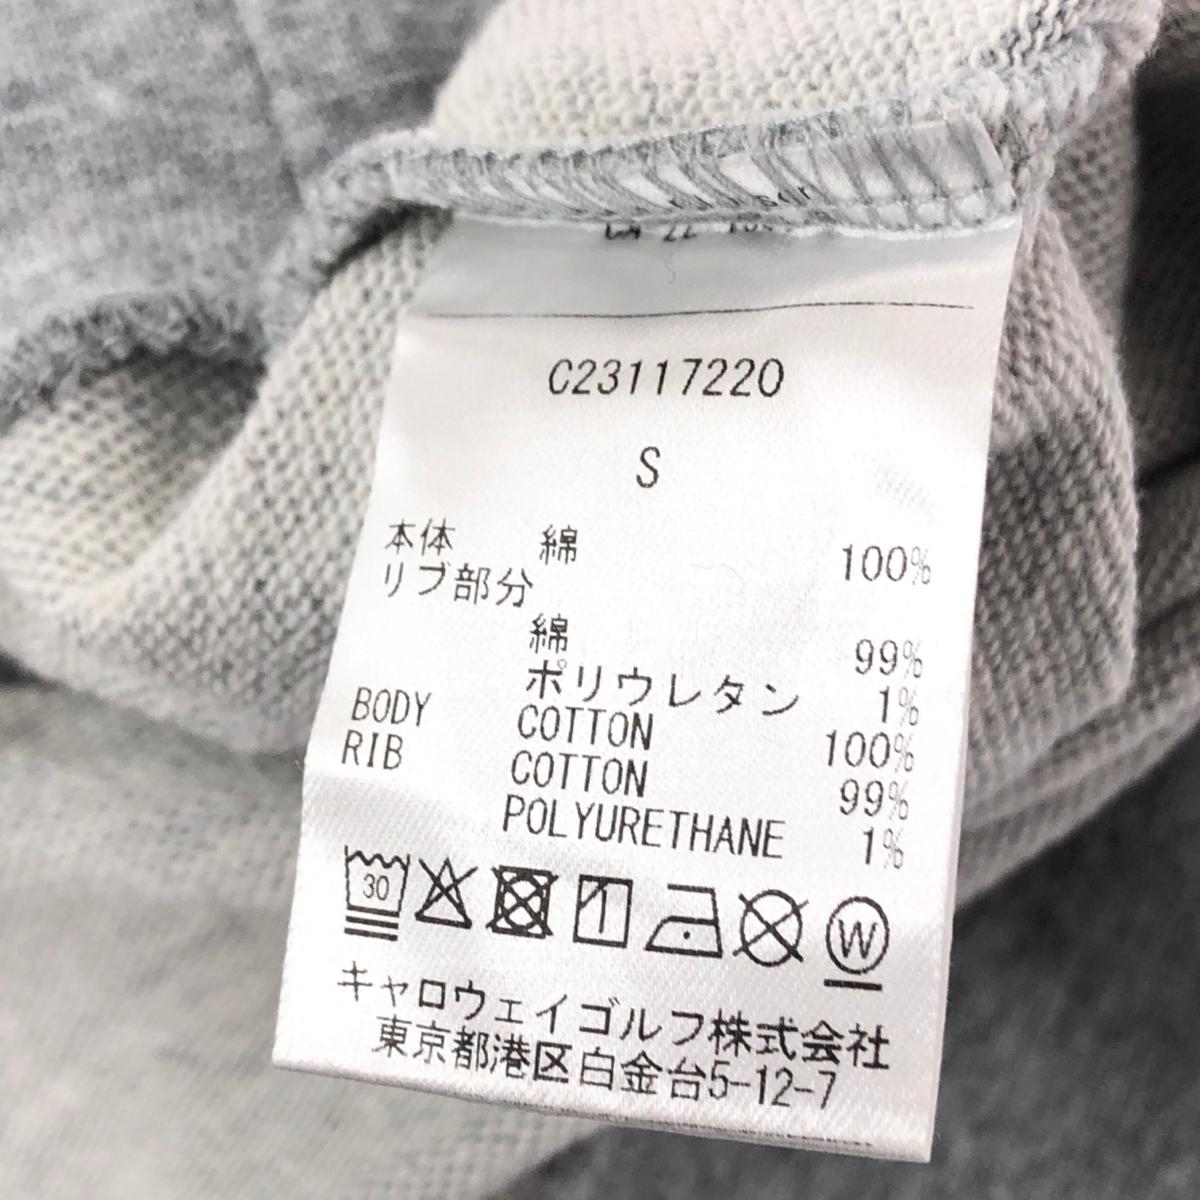 C23117220
S
本体 綿 100%
リブ部分
綿 99%
ポリウレタン 1%
BODY COTTON 100%
RIB COTTON 99%
POLYURETHANE 1%
30 W
キャロウェイゴルフ株式会社
東京都港区白金台5-12-7